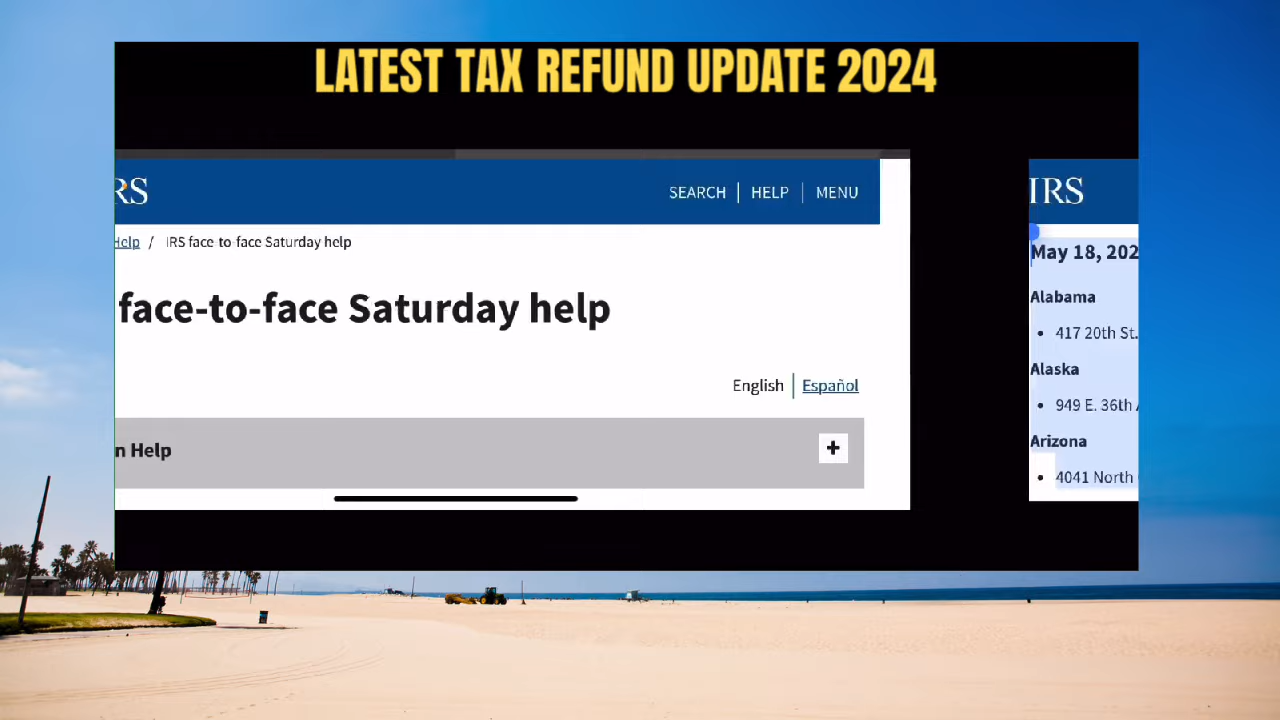 LATEST TAX REFUND UPDATE 2024
RS
SEARCH HELP MENU
Help / IRS face-to-face Saturday help
face-to-face Saturday help
English Español
n Help
IRS
May 18, 202
Alabama
417 20th St.
Alaska
949 E. 36th
Arizona
4041 North